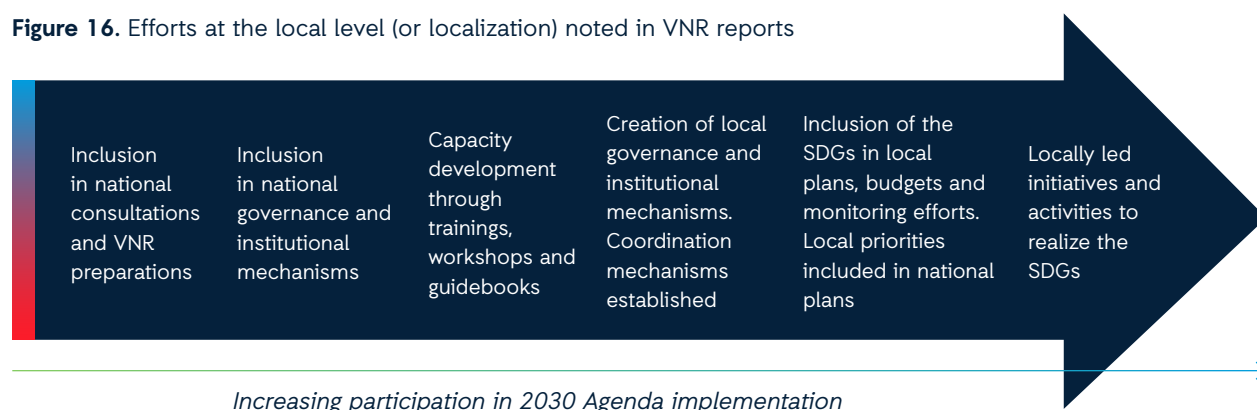 Figure 16. Efforts at the local level (or localization) noted in VNR reports
Inclusion
in national
consultations
and VNR
preparations
Inclusion
in national
governance and
institutional
mechanisms
Capacity
development
through
trainings,
workshops and
guidebooks
Creation of local
governance and
institutional
mechanisms.
Coordination
mechanisms
established
Inclusion of the
SDGs in local
plans, budgets and
monitoring efforts.
Local priorities
included in national
plans
Locally led
initiatives and
activities to
realize the
SDGs
Increasing participation in 2030 Agenda implementation